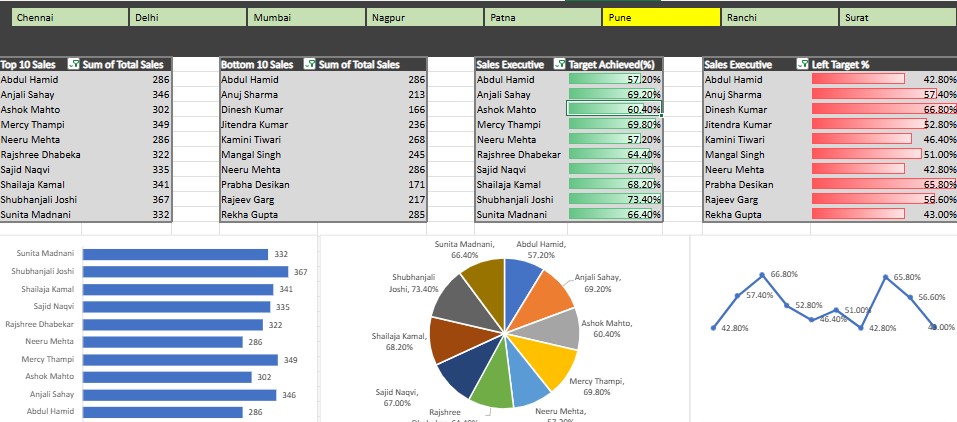 Chennai Delhi Mumbai Nagpur Patna Pune Ranchi Surat
Top 10 Sales Sum of Total Sales Bottom 10 Sales Sum of Total Sales Sales Executive Target Achieved(%) Sales Executive Left Target %
Abdul Hamid 286 Abdul Hamid 286 Abdul Hamid 57.20% Abdul Hamid 42.80%
Anjali Sahay 346 Anuj Sharma 213 Anjali Sahay 69.20% Anuj Sharma 57.40%
Ashok Mahto 302 Dinesh Kumar 166 Ashok Mahto 60.40% Dinesh Kumar 66.80%
Mercy Thampi 349 Jitendra Kumar 236 Mercy Thampi 69.80% Jitendra Kumar 52.80%
Neeru Mehta 286 Kamini Tiwari 268 Neeru Mehta 57.20% Kamini Tiwari 46.40%
Rajshree Dhabeka 322 Mangal Singh 245 Rajshree Dhabekar 64.40% Mangal Singh 51.00%
Sajid Naqvi 335 Neeru Mehta 286 Sajid Naqvi 67.00% Neeru Mehta 42.80%
Shailaja Kamal 341 Prabha Desikan 171 Shailaja Kamal 68.20% Prabha Desikan 65.80%
Shubhanjali Joshi 367 Rajeev Garg 217 Shubhanjali Joshi 73.40% Rajeev Garg 56.60%
Sunita Madnani 332 Rekha Gupta 285 Sunita Madnani 66.40% Rekha Gupta 43.00%
Sunita Madnani 332
Shubhanjali Joshi 367
Shailaja Kamal 341
Sajid Naqvi 335
Rajshree Dhabekar 322
Neeru Mehta 286
Mercy Thampi 349
Ashok Mahto 302
Anjali Sahay 346
Abdul Hamid 286
Sunita Madnani,
66.40%
Abdul Hamid,
57.20%
Shubhanjali
Joshi, 73.40%
Anjali Sahay,
69.20%
Ashok Mahto,
60.40%
Shailaja Kamal,
68.20%
Mercy Thampi,
69.80%
Sajid Naqvi,
67.00%
Rajshree
Neeru Mehta,
42.80%
57.40%
66.80%
52.80%
46.40%
51.00%
42.80%
65.80%
56.60%
43.00%